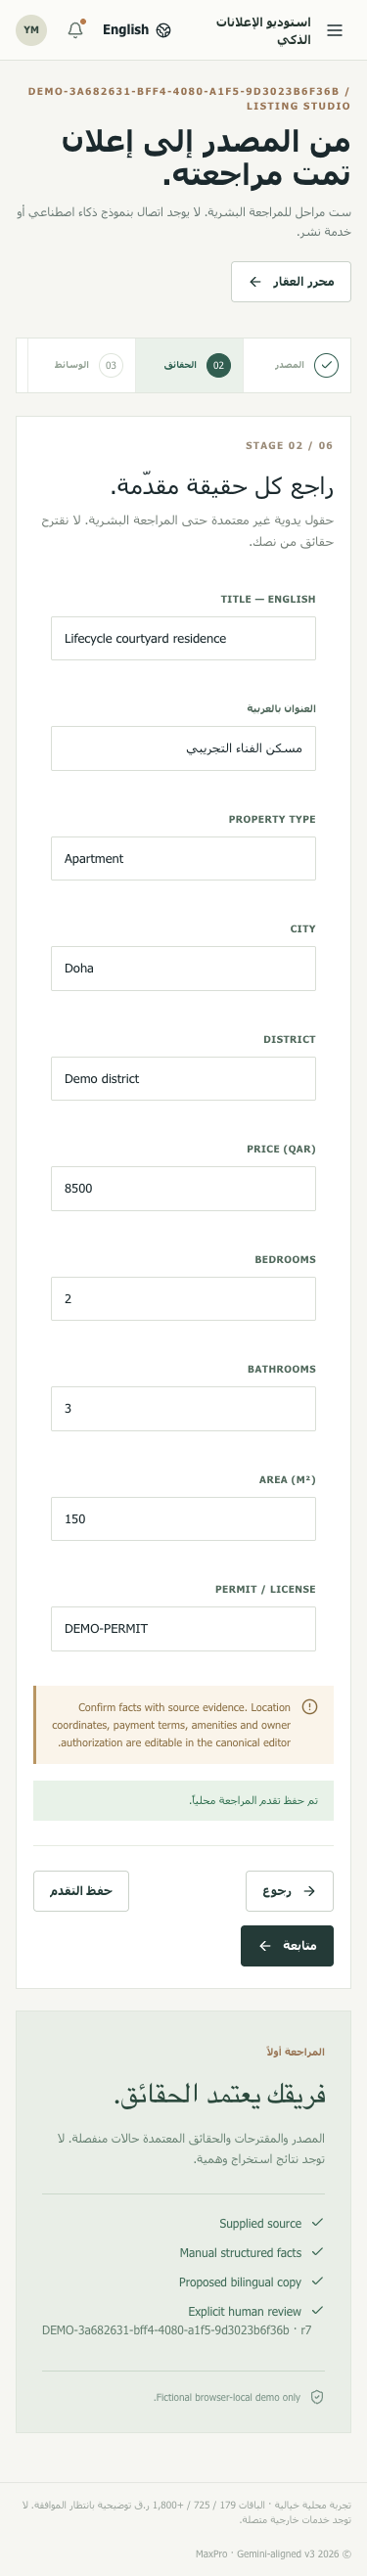 استوديو الإعلانات
الذكي
English
YM
DEMO-3A682631-BFF4-4080-A1F5-9D3023B6F36B /
LISTING STUDIO
من المصدر إلى إعلان
تمت مراجعته.
ست مراحل للمراجعة البشرية. لا يوجد اتصال بنموذج ذكاء اصطناعي أو
خدمة نشر.
محرر العقار
المصدر
02 الحقائق
03 الوسائط
STAGE 02 / 06
راجع كل حقيقة مقدّمة.
حقول يدوية غير معتمدة حتى المراجعة البشرية. لا نقترح
حقائق من نصك.
TITLE — ENGLISH
Lifecycle courtyard residence
العنوان بالعربية
مسكن الفناء التجريبي
PROPERTY TYPE
Apartment
CITY
Doha
DISTRICT
Demo district
PRICE (QAR)
8500
BEDROOMS
2
BATHROOMS
3
AREA (M²)
150
PERMIT / LICENSE
DEMO-PERMIT
Confirm facts with source evidence. Location
coordinates, payment terms, amenities and owner
.authorization are editable in the canonical editor
تم حفظ تقدم المراجعة محلياً.
رجوع
حفظ التقدم
متابعة
المراجعة أولاً
فريقك يعتمد الحقائق.
المصدر والمقترحات والحقائق المعتمدة حالات منفصلة. لا
توجد نتائج استخراج وهمية.
Supplied source
Manual structured facts
Proposed bilingual copy
Explicit human review
DEMO-3a682631-bff4-4080-a1f5-9d3023b6f36b · r7
.Fictional browser-local demo only
تجربة محلية خيالية · الباقات 179 / 725 / +1,800 ر.ق توضيحية بانتظار الموافقة. لا
توجد خدمات خارجية متصلة.
MaxPro · Gemini-aligned v3 2026 ©